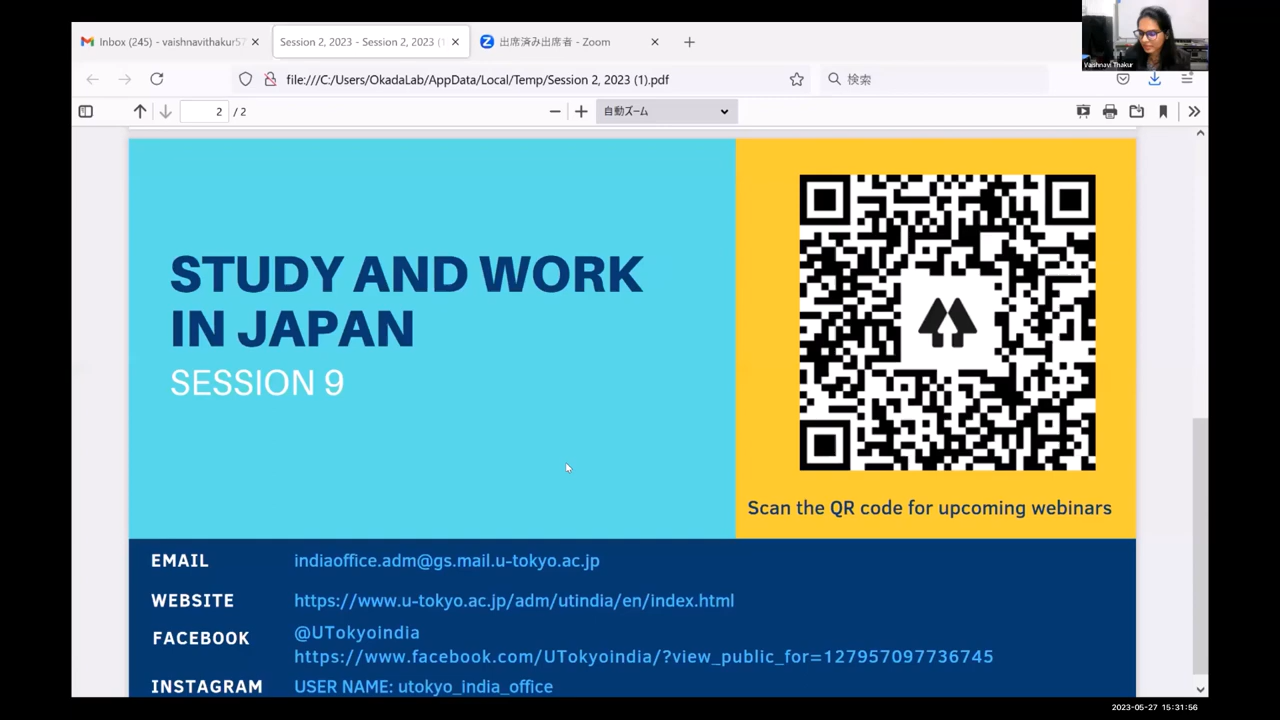 Inbox (245) - vaishnavithakur57
Session 2, 2023 - Session 2, 2023 (1
出席済み出席者 - Zoom
Vaishnavi Thakur
file:///C:/Users/OkadaLab/AppData/Local/Temp/Session 2, 2023 (1).pdf
検索
2 / 2
自動ズーム
STUDY AND WORK
IN JAPAN
SESSION 9
Scan the QR code for upcoming webinars
EMAIL indiaoffice.adm@gs.mail.u-tokyo.ac.jp
WEBSITE https://www.u-tokyo.ac.jp/adm/utindia/en/index.html
FACEBOOK @UTokyoIndia
https://www.facebook.com/UTokyoindia/?view_public_for=127957097736745
INSTAGRAM USER NAME: utokyo_india_office
2023-05-27 15:31:56